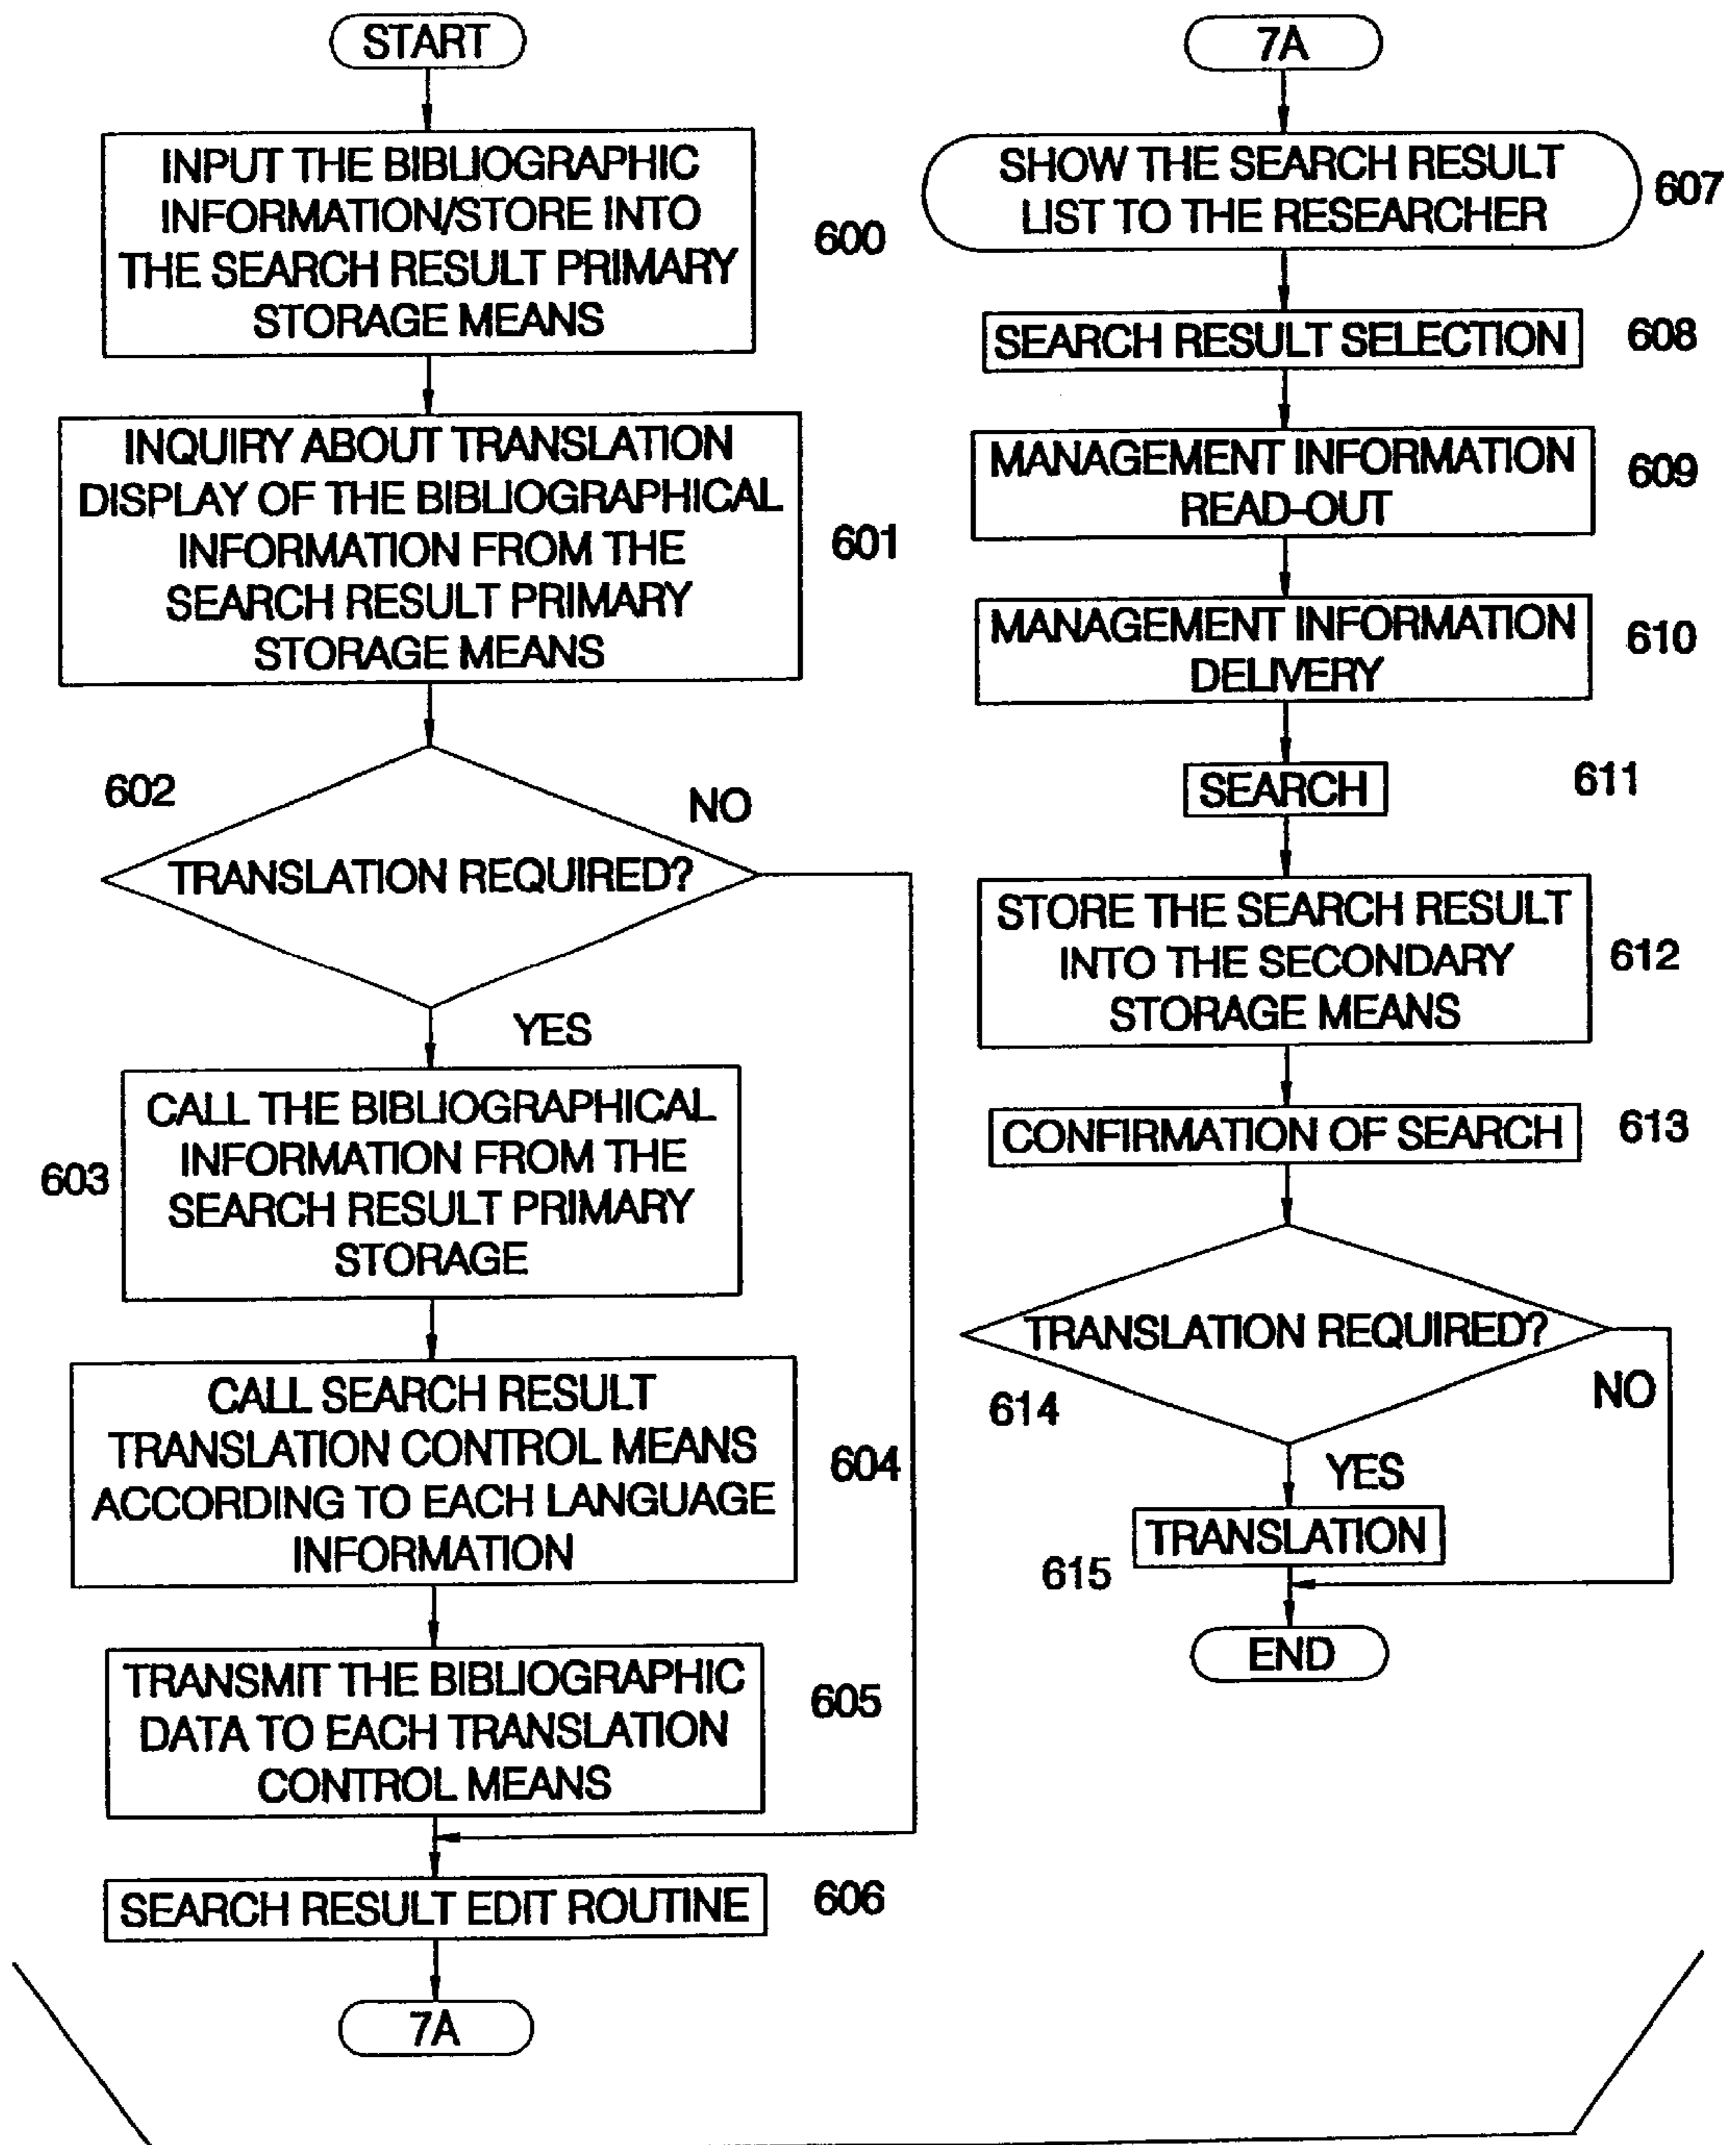 START
INPUT THE BIBLIOGRAPHIC
INFORMATION/STORE INTO
THE SEARCH RESULT PRIMARY
STORAGE MEANS
600
INQUIRY ABOUT TRANSLATION
DISPLAY OF THE BIBLIOGRAPHICAL
INFORMATION FROM THE
SEARCH RESULT PRIMARY
STORAGE MEANS
601
602
TRANSLATION REQUIRED?
NO
YES
CALL THE BIBLIOGRAPHICAL
INFORMATION FROM THE
SEARCH RESULT PRIMARY
STORAGE
603
CALL SEARCH RESULT
TRANSLATION CONTROL MEANS
ACCORDING TO EACH LANGUAGE
INFORMATION
604
TRANSMIT THE BIBLIOGRAPHIC
DATA TO EACH TRANSLATION
CONTROL MEANS
605
SEARCH RESULT EDIT ROUTINE
606
7A
7A
SHOW THE SEARCH RESULT
LIST TO THE RESEARCHER
607
SEARCH RESULT SELECTION
608
MANAGEMENT INFORMATION
READ-OUT
609
MANAGEMENT INFORMATION
DELIVERY
610
SEARCH
611
STORE THE SEARCH RESULT
INTO THE SECONDARY
STORAGE MEANS
612
CONFIRMATION OF SEARCH
613
TRANSLATION REQUIRED?
614
NO
YES
TRANSLATION
615
END